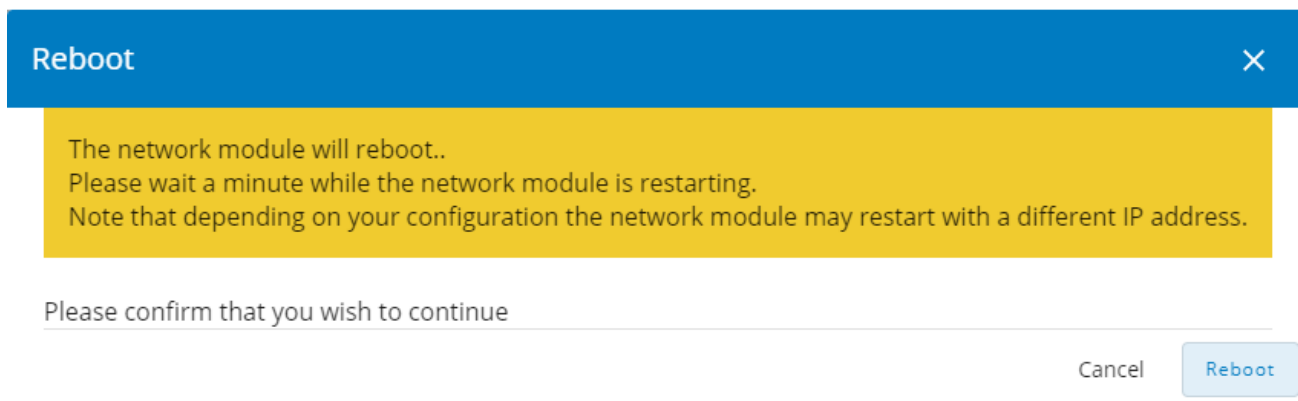 Reboot
The network module will reboot..
Please wait a minute while the network module is restarting.
Note that depending on your configuration the network module may restart with a different IP address.
Please confirm that you wish to continue
Cancel
Reboot